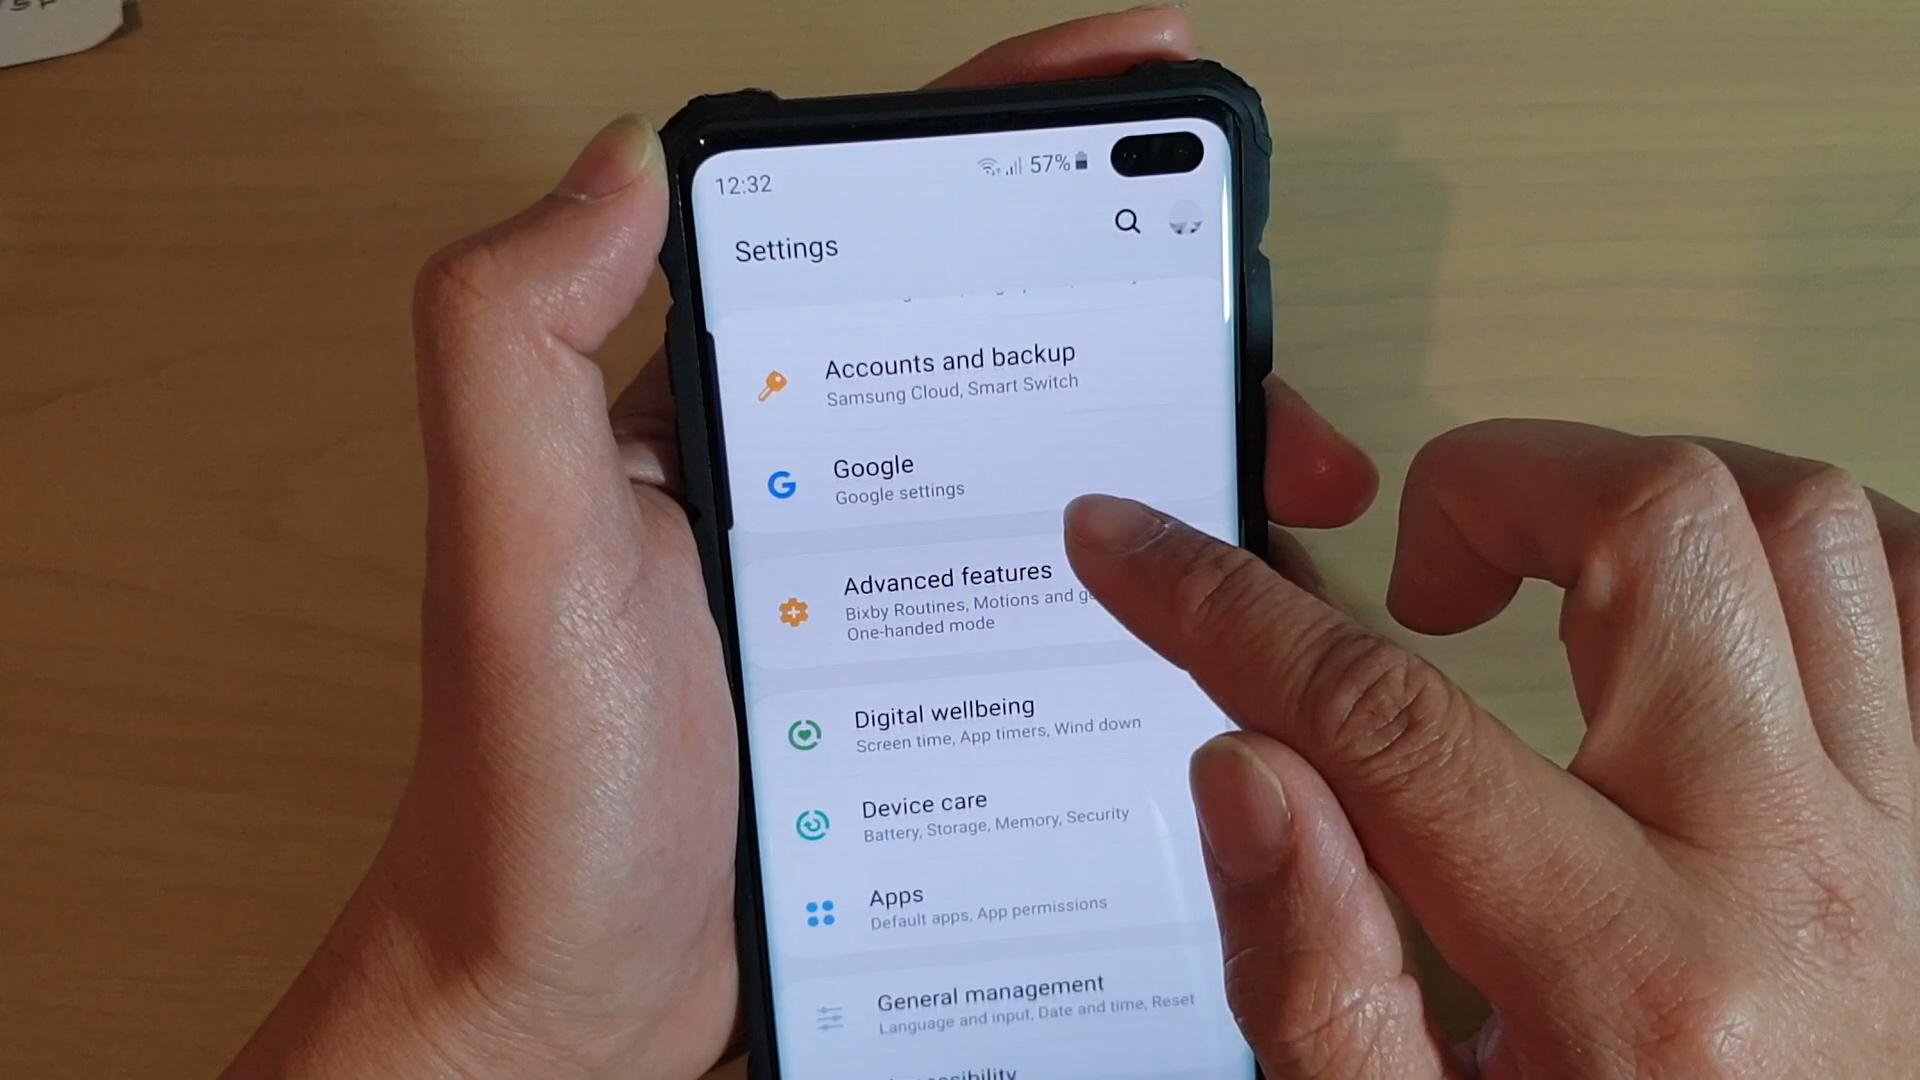 12:32
57%
Settings
Accounts and backup
Samsung Cloud, Smart Switch
Google
Google settings
Advanced features
Bixby Routines, Motions and
One-handed mode
Digital wellbeing
Screen time, App timers, Wind down
Device care
Battery, Storage, Memory, Security
Apps
Default apps, App permissions
General management
Language and input, Date and time, Reset